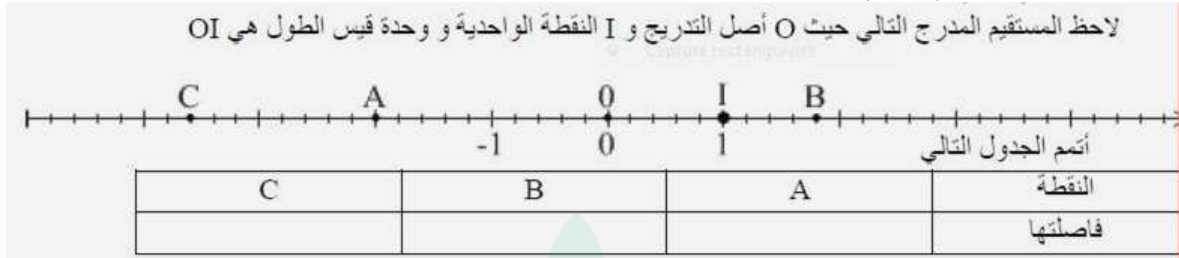 لاحظ المستقيم المدرج التالي حيث O أصل التدريج و I النقطة الواحدية و وحدة قيس الطول هي OI
C A 0 I B
-1 0 1
أتمم الجدول التالي
النقطة A B C
فاصلتها